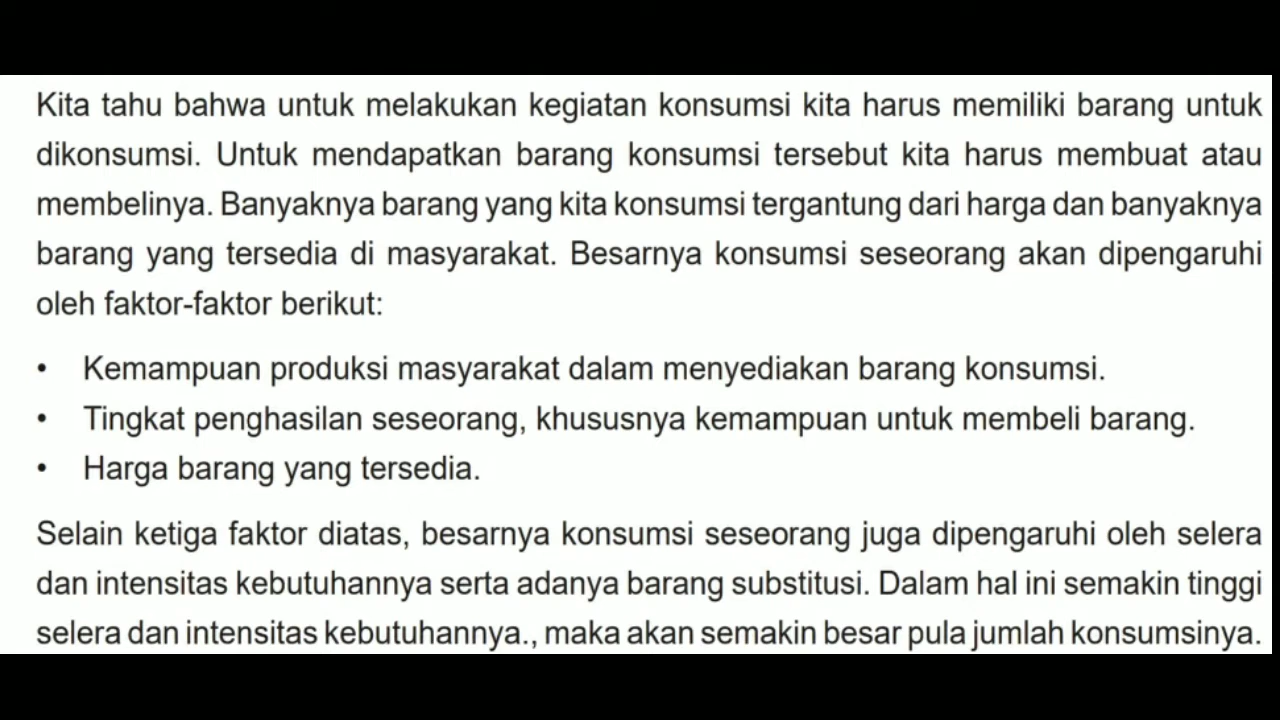 Kita tahu bahwa untuk melakukan kegiatan konsumsi kita harus memiliki barang untuk
dikonsumsi. Untuk mendapatkan barang konsumsi tersebut kita harus membuat atau
membelinya. Banyaknya barang yang kita konsumsi tergantung dari harga dan banyaknya
barang yang tersedia di masyarakat. Besarnya konsumsi seseorang akan dipengaruhi
oleh faktor-faktor berikut:
• Kemampuan produksi masyarakat dalam menyediakan barang konsumsi.
• Tingkat penghasilan seseorang, khususnya kemampuan untuk membeli barang.
• Harga barang yang tersedia.
Selain ketiga faktor diatas, besarnya konsumsi seseorang juga dipengaruhi oleh selera
dan intensitas kebutuhannya serta adanya barang substitusi. Dalam hal ini semakin tinggi
selera dan intensitas kebutuhannya., maka akan semakin besar pula jumlah konsumsinya.